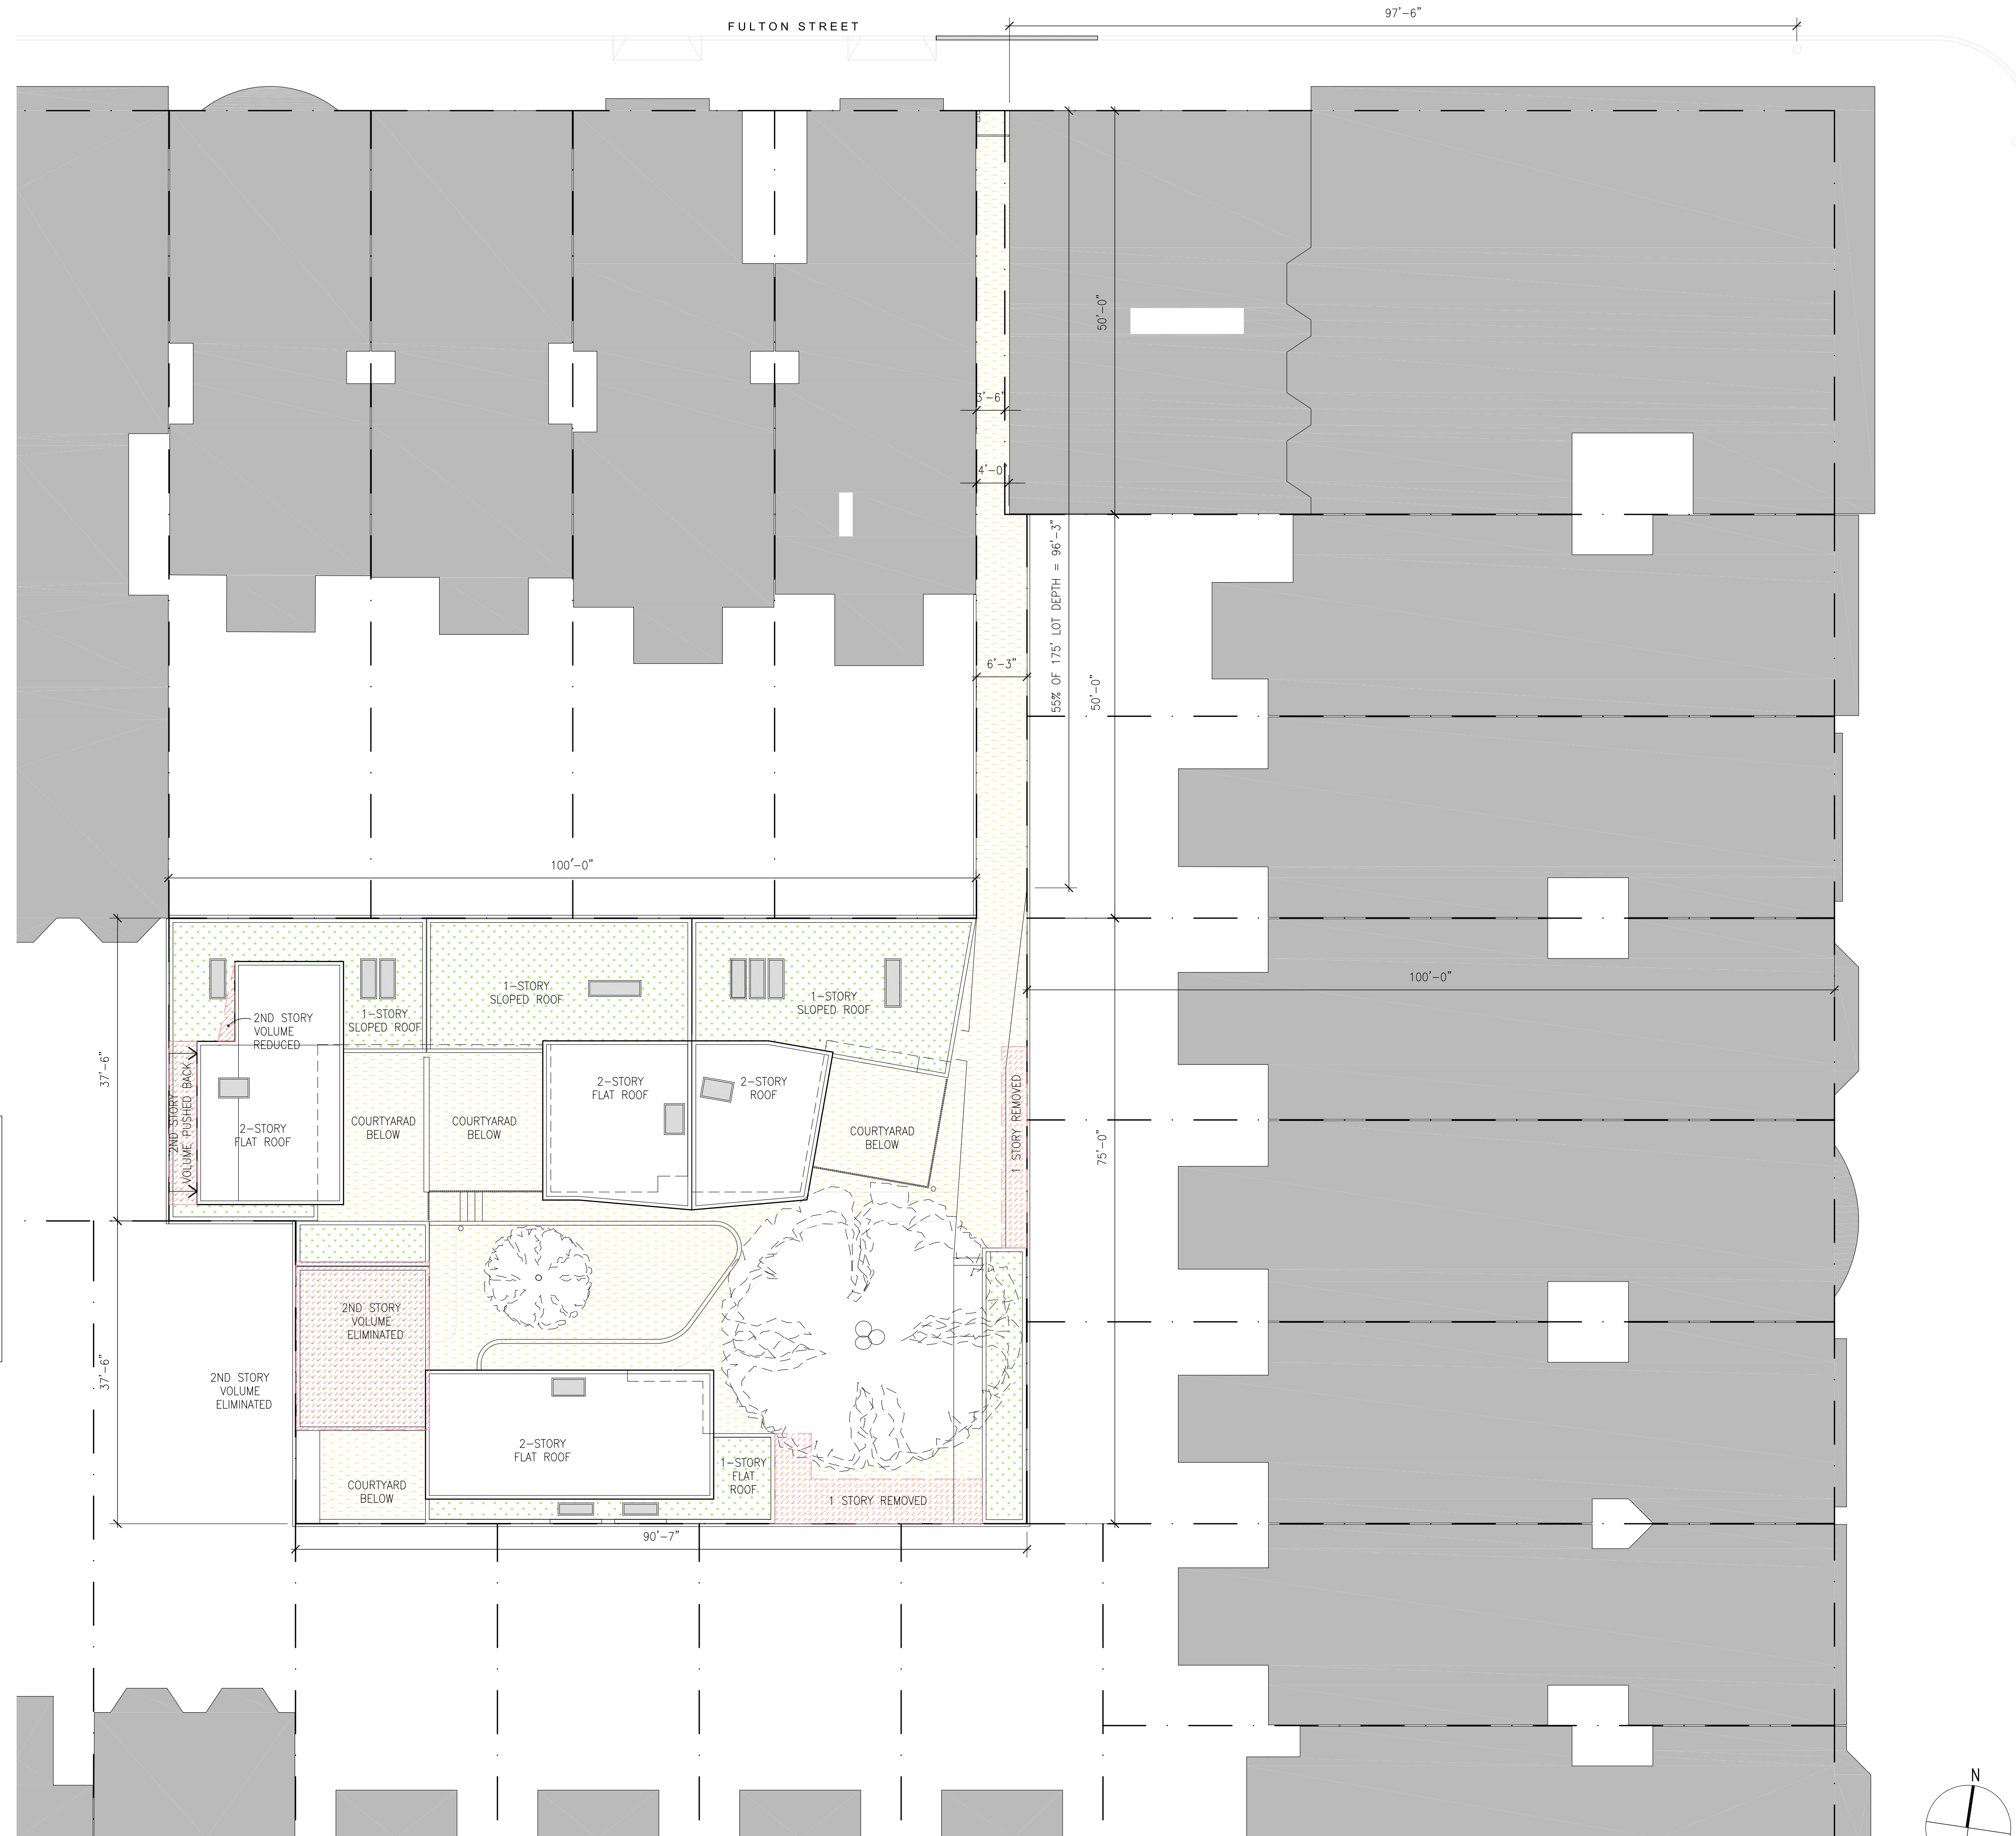 FULTON STREET
97'-6"
50'-0"
3'-6"
4'-0"
55% OF 175' LOT DEPTH = 96'-3"
6'-3"
50'-0"
100'-0"
100'-0"
37'-6"
1-STORY
SLOPED ROOF
1-STORY
SLOPED ROOF
2ND STORY
VOLUME
REDUCED
1-STORY
SLOPED ROOF
2ND STORY
VOLUME PUSHED BACK
2-STORY
FLAT ROOF
COURTYARAD
BELOW
COURTYARAD
BELOW
2-STORY
FLAT ROOF
2-STORY
ROOF
COURTYARAD
BELOW
1 STORY REMOVED
75'-0"
37'-6"
2ND STORY
VOLUME
ELIMINATED
2ND STORY
VOLUME
ELIMINATED
2-STORY
FLAT ROOF
1-STORY
FLAT
ROOF
COURTYARD
BELOW
1 STORY REMOVED
90'-7"
N